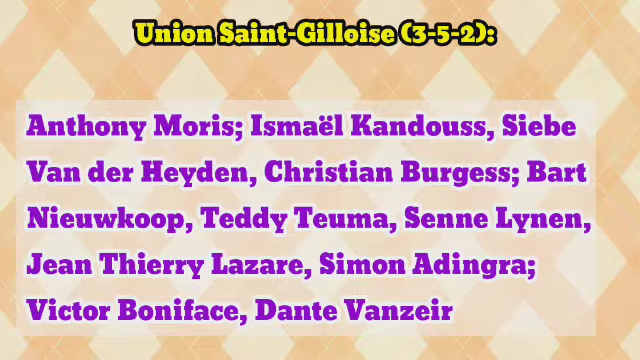 Union Saint-Gilloise (3-5-2):
Anthony Moris; Ismaël Kandouss, Siebe
Van der Heyden, Christian Burgess; Bart
Nieuwkoop, Teddy Teuma, Senne Lynen,
Jean Thierry Lazare, Simon Adingra;
Victor Boniface, Dante Vanzeir